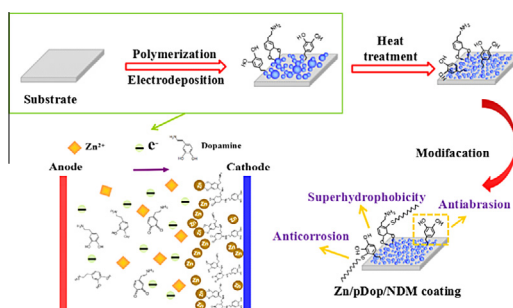 Polymerization
Electrodeposition
Heat
treatment
Substrate
Zn²⁺
e⁻
Dopamine
Anode
Cathode
Modifacation
Superhydrophobicity
Antiabrasion
Anticorrosion
Zn/pDop/NDM coating